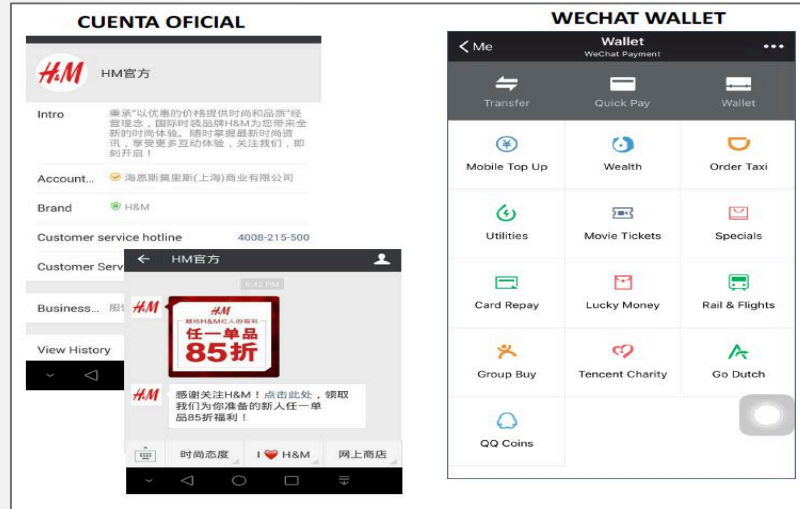 CUENTA OFICIAL
H&M
HM官方
Intro
秉承"以优惠的价格提供时尚和品质"经
营理念，国际时装品牌H&M为您带来全
新的时尚体验。随时掌握最新时尚资
讯，享受更多互动体验，关注我们，即
刻开启！
Account...
海恩斯莫里斯(上海)商业有限公司
Brand
H&M
Customer service hotline
4008-215-500
Customer Serv
Business...
View History
HM官方
6:42 PM
H&M
H&M
任一单品
85折
H&M
感谢关注H&M！点击此处，领取
我们为你准备的新人任一单
品85折福利！
时尚态度
I ❤ H&M
网上商店
WECHAT WALLET
Me
Wallet
WeChat Payment
Transfer
Quick Pay
Wallet
Mobile Top Up
Wealth
Order Taxi
Utilities
Movie Tickets
Specials
Card Repay
Lucky Money
Rail & Flights
Group Buy
Tencent Charity
Go Dutch
QQ Coins